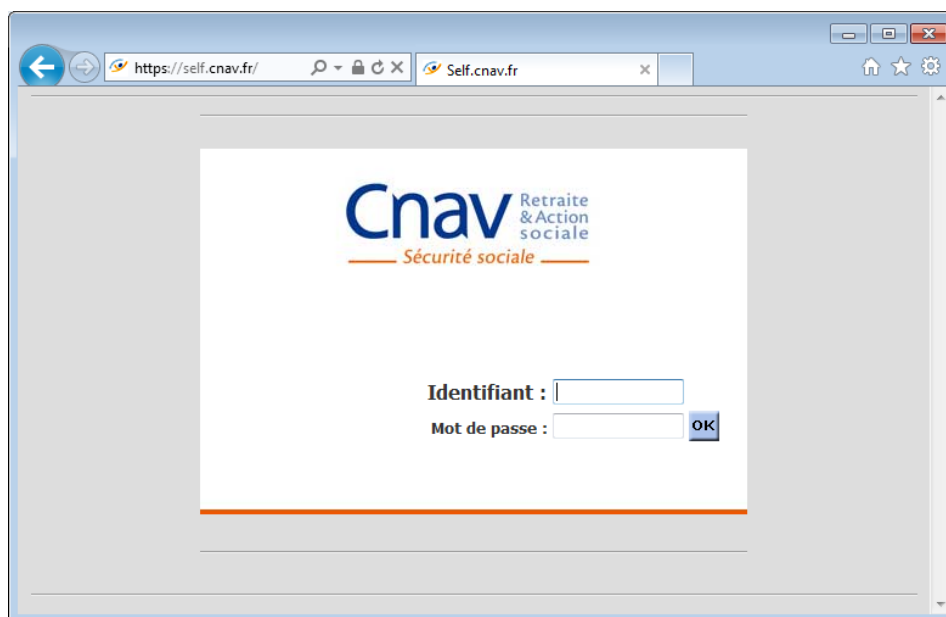 https://self.cnav.fr/
Self.cnav.fr
Cnav Retraite
& Action
sociale
Sécurité sociale
Identifiant :
Mot de passe :
OK